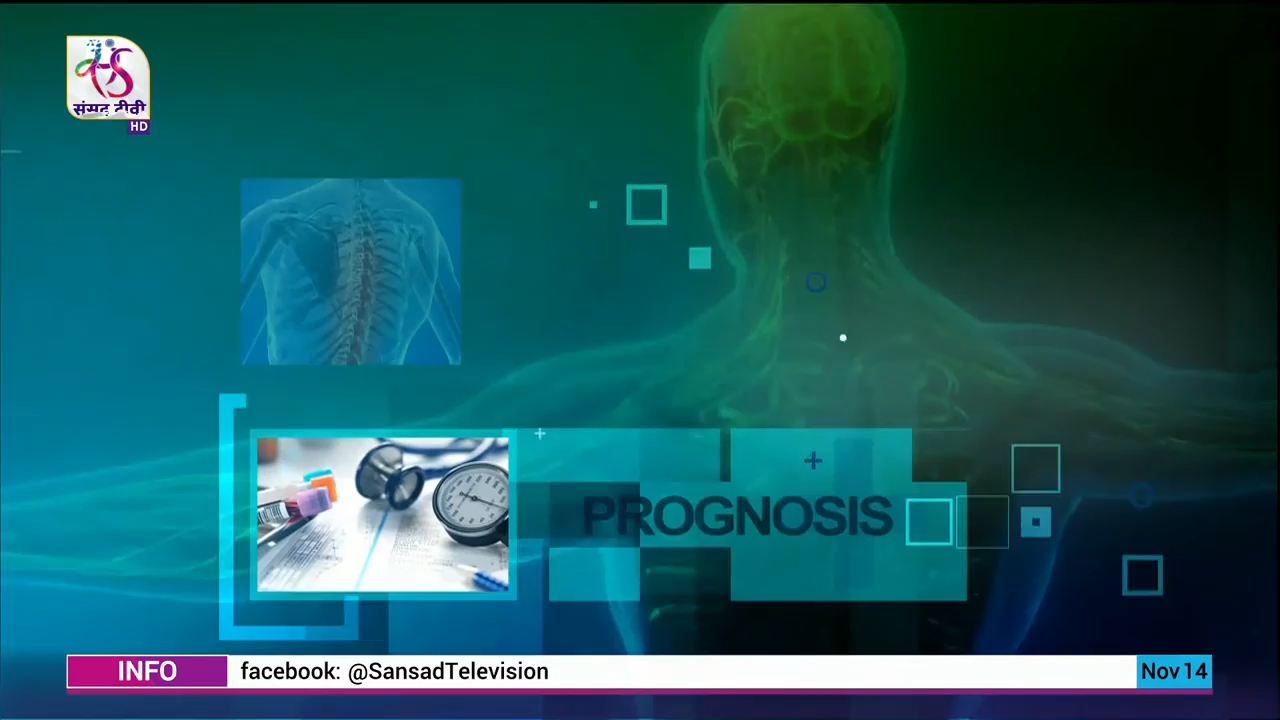 संसद टीवी
HD
PROGNOSIS
INFO
facebook: @SansadTelevision
Nov 14